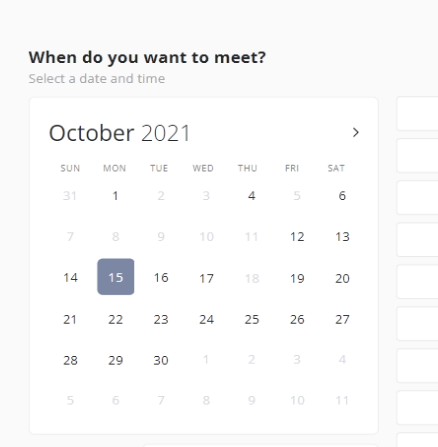 When do you want to meet?
Select a date and time
October 2021
SUN MON TUE WED THU FRI SAT
31 1 2 3 4 5 6
7 8 9 10 11 12 13
14 15 16 17 18 19 20
21 22 23 24 25 26 27
28 29 30 1 2 3 4
5 6 7 8 9 10 11